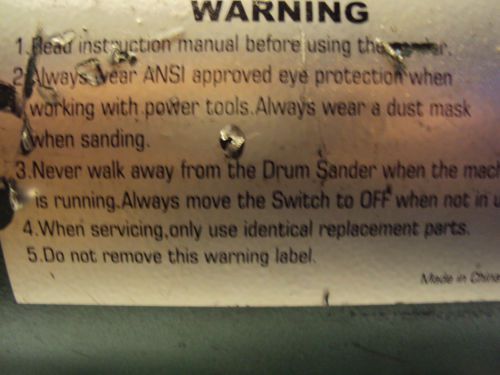 WARNING
1.Read instruction manual before using the
2.Always wear ANSI approved eye protection when
working with power tools.Always wear a dust mask
when sanding.
3.Never walk away from the Drum Sander when the mach
is running.Always move the Switch to OFF when not in u
4.When servicing,only use identical replacement parts.
5.Do not remove this warning label.
Made in China